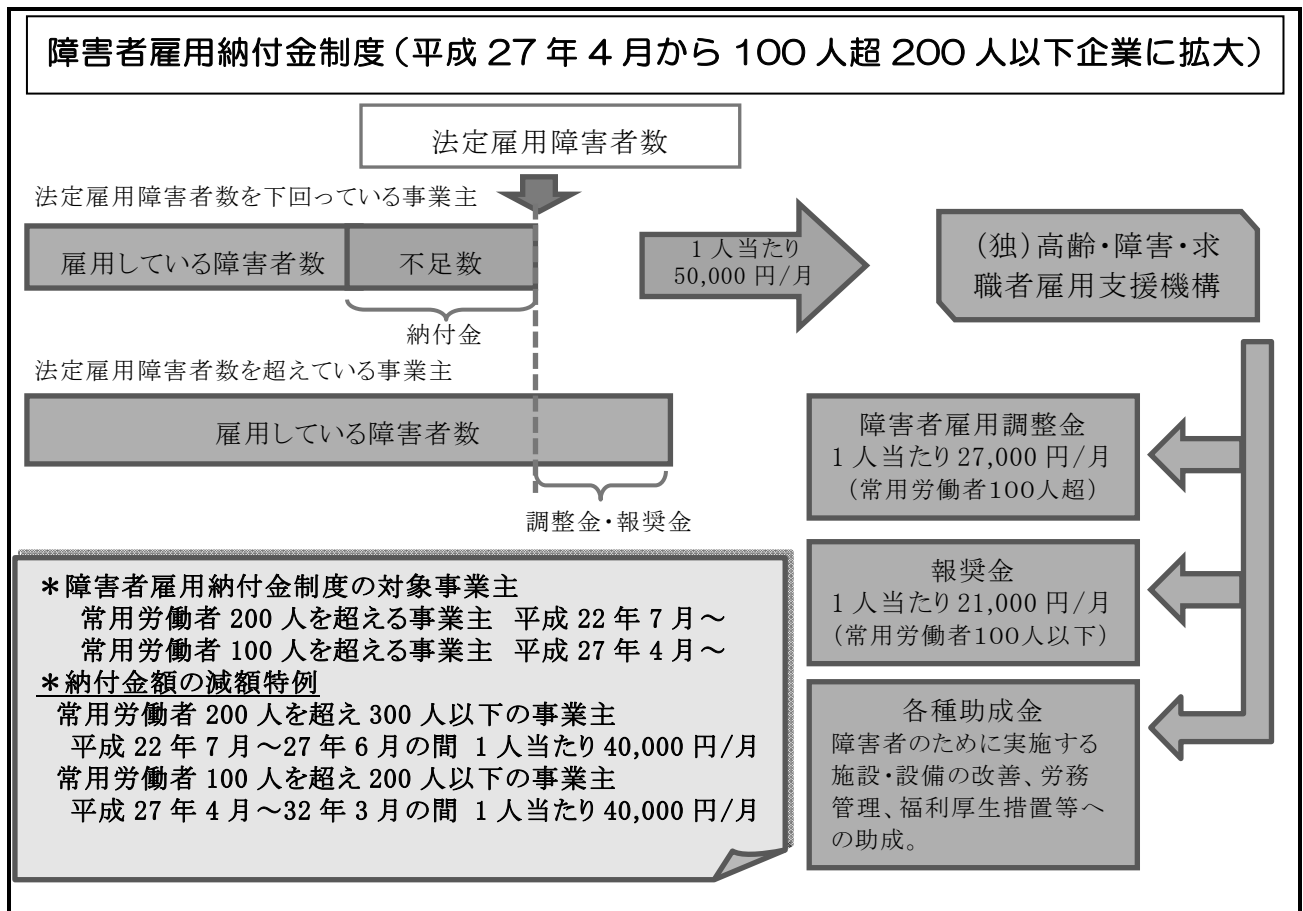 障害者雇用納付金制度（平成27年4月から100人超200人以下企業に拡大）
法定雇用障害者数
法定雇用障害者数を下回っている事業主
雇用している障害者数
不足数
納付金
1人当たり
50,000円/月
（独）高齢・障害・求
職者雇用支援機構
法定雇用障害者数を超えている事業主
雇用している障害者数
調整金・報奨金
障害者雇用調整金
1人当たり27,000円/月
（常用労働者100人超）
報奨金
1人当たり21,000円/月
（常用労働者100人以下）
各種助成金
障害者のために実施する
施設・設備の改善、労務
管理、福利厚生措置等へ
の助成。
＊障害者雇用納付金制度の対象事業主
常用労働者200人を超える事業主 平成22年7月～
常用労働者100人を超える事業主 平成27年4月～
＊納付金額の減額特例
常用労働者200人を超え300人以下の事業主
平成22年7月～27年6月の間 1人当たり40,000円/月
常用労働者100人を超え200人以下の事業主
平成27年4月～32年3月の間 1人当たり40,000円/月